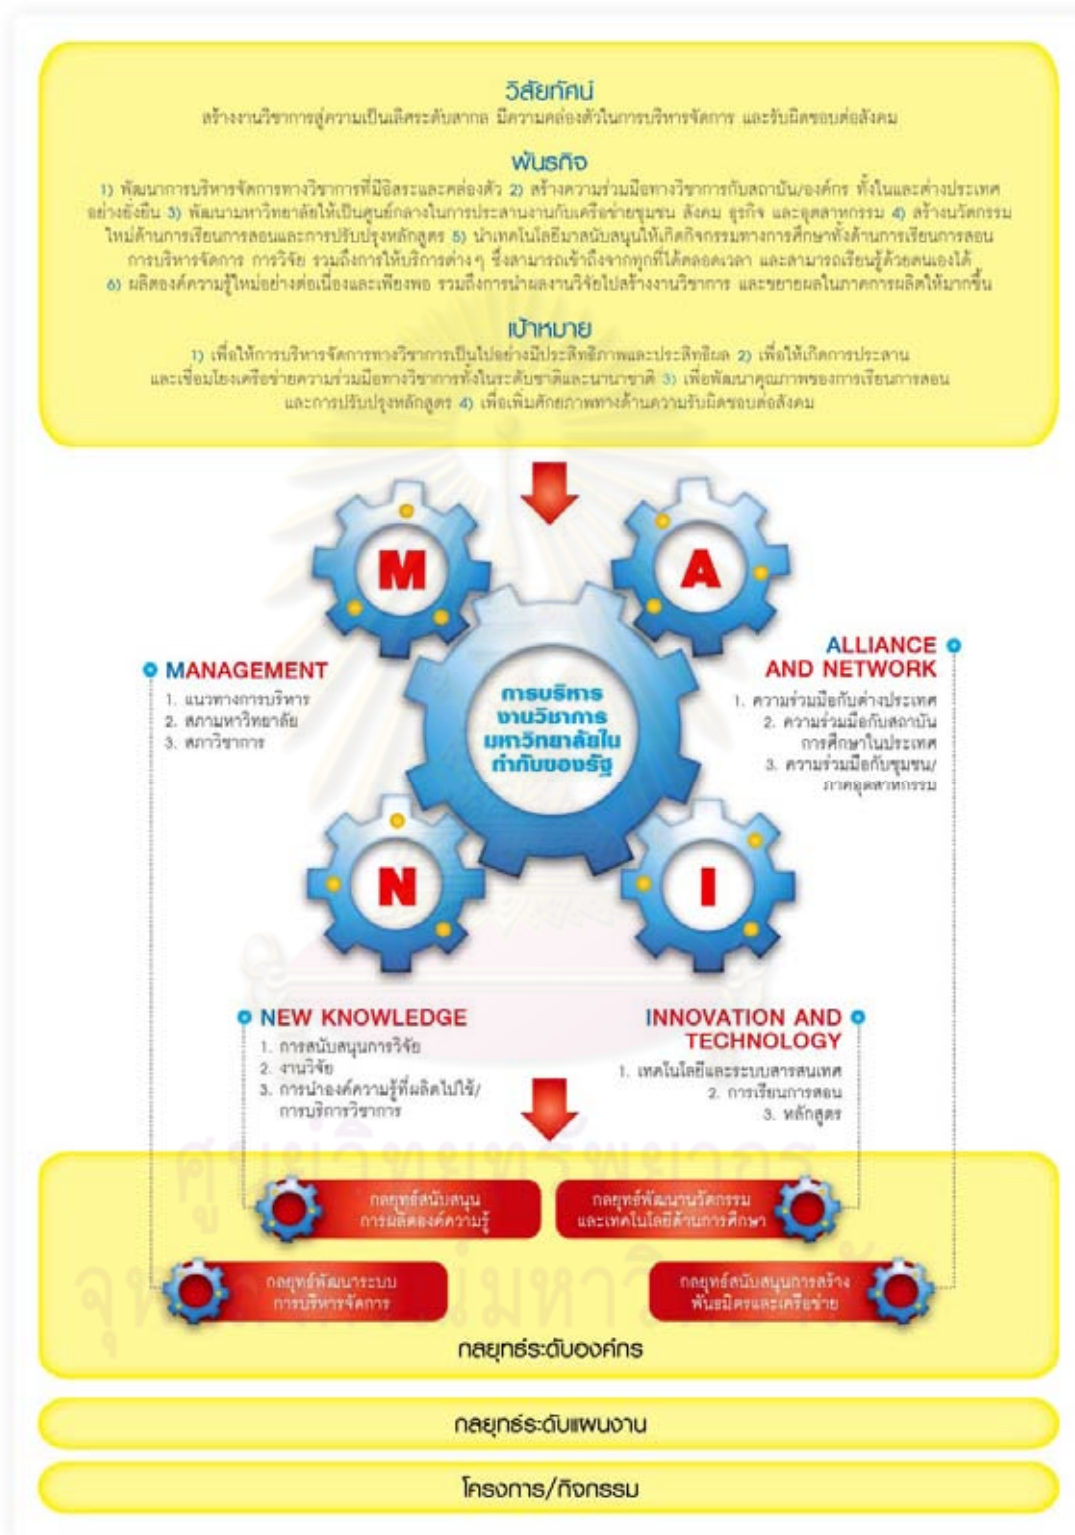 วิสัยทัศน์
สร้างงานวิชาการสู่ความเป็นเลิศระดับสากล มีความคล่องตัวในการบริหารจัดการ และรับผิดชอบต่อสังคม
พันธกิจ
1) พัฒนาการบริหารจัดการทางวิชาการที่มีอิสระและคล่องตัว 2) สร้างความร่วมมือทางวิชาการกับสถาบัน/องค์กร ทั้งในและต่างประเทศ
อย่างยั่งยืน 3) พัฒนามหาวิทยาลัยให้เป็นศูนย์กลางในการประสานงานกับเครือข่ายชุมชน สังคม ธุรกิจ และอุตสาหกรรม 4) สร้างนวัตกรรม
ใหม่ด้านการเรียนการสอนและการปรับปรุงหลักสูตร 5) นำเทคโนโลยีมาสนับสนุนให้เกิดกิจกรรมทางการศึกษาทั้งด้านการเรียนการสอน
การบริหารจัดการ การวิจัย รวมถึงการให้บริการต่างๆ ซึ่งสามารถเข้าถึงจากทุกที่ได้ตลอดเวลา และสามารถเรียนรู้ด้วยตนเองได้
6) ผลิตองค์ความรู้ใหม่อย่างต่อเนื่องและเพียงพอ รวมถึงการนำผลงานวิจัยไปสร้างงานวิชาการ และขยายผลในภาคการผลิตให้มากขึ้น
เป้าหมาย
1) เพื่อให้การบริหารจัดการทางวิชาการเป็นไปอย่างมีประสิทธิภาพและประสิทธิผล 2) เพื่อให้เกิดการประสาน
และเชื่อมโยงเครือข่ายความร่วมมือทางวิชาการทั้งในระดับชาติและนานาชาติ 3) เพื่อพัฒนาคุณภาพของการเรียนการสอน
และการปรับปรุงหลักสูตร 4) เพื่อเพิ่มศักยภาพทางด้านความรับผิดชอบต่อสังคม
M
A
MANAGEMENT
1. แนวทางการบริหาร
2. สภามหาวิทยาลัย
3. สภาวิชาการ
การบริหาร
งานวิชาการ
มหาวิทยาลัยใน
กำกับของรัฐ
ALLIANCE
AND NETWORK
1. ความร่วมมือกับต่างประเทศ
2. ความร่วมมือกับสถาบัน
การศึกษาในประเทศ
3. ความร่วมมือกับชุมชน/
ภาคอุตสาหกรรม
N
I
NEW KNOWLEDGE
1. การสนับสนุนการวิจัย
2. งานวิจัย
3. การนำองค์ความรู้ที่ผลิตไปใช้/
การบริการวิชาการ
INNOVATION AND
TECHNOLOGY
1. เทคโนโลยีและระบบสารสนเทศ
2. การเรียนการสอน
3. หลักสูตร
ศูนย์วิทยทรัพยากร
กลยุทธ์สนับสนุน
การผลิตองค์ความรู้
กลยุทธ์พัฒนานวัตกรรม
และเทคโนโลยีด้านการศึกษา
กลยุทธ์พัฒนาระบบ
การบริหารจัดการ
กลยุทธ์สนับสนุนการสร้าง
พันธมิตรและเครือข่าย
กลยุทธ์ระดับองค์กร
กลยุทธ์ระดับแผนงาน
โครงการ/กิจกรรม